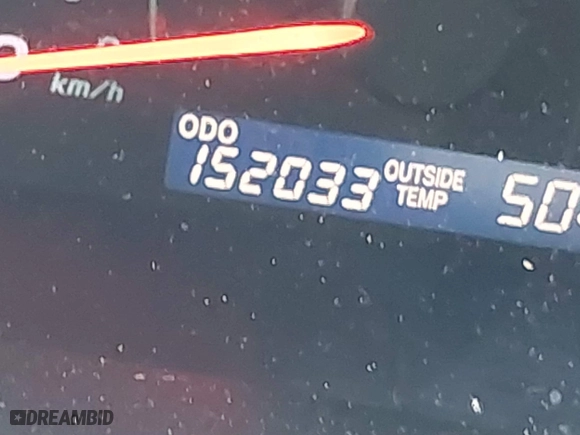 km/h
ODO
152033
OUTSIDE
TEMP
50
DREAMBID